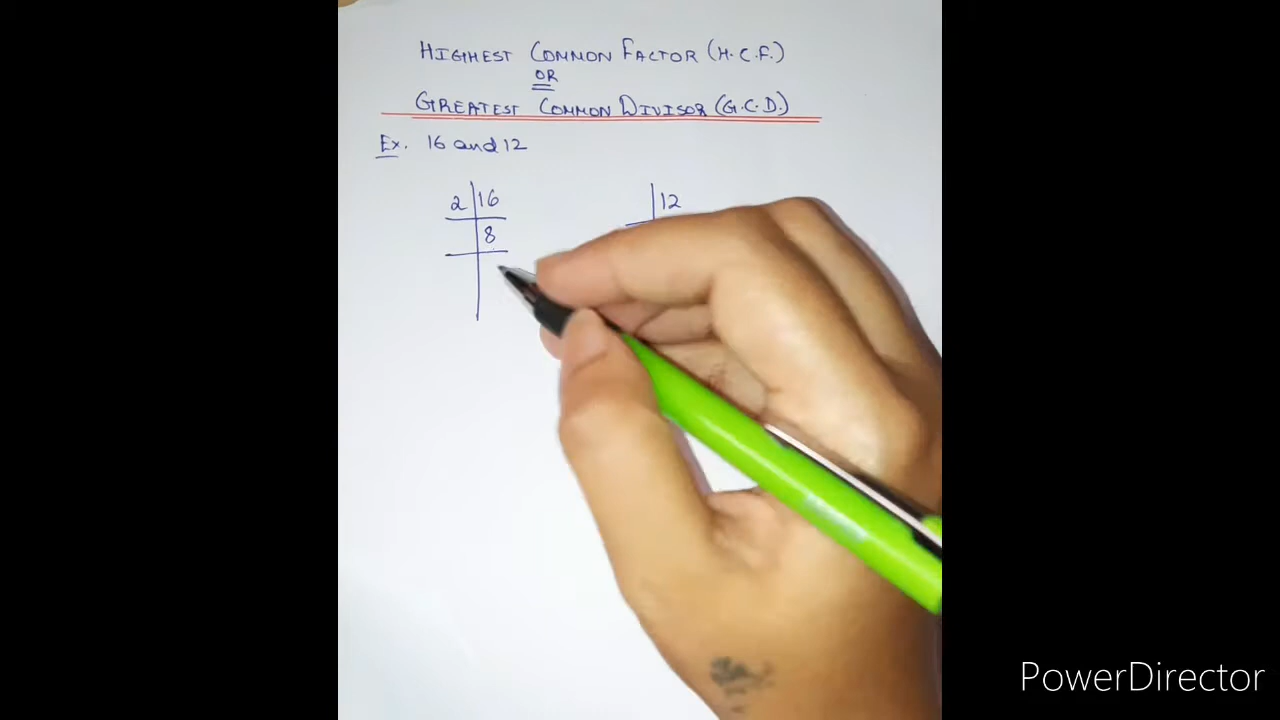 HIGHEST COMMON FACTOR (H.C.F.)
OR
GREATEST COMMON DIVISOR (G.C.D.)
Ex. 16 and 12
2 16
12
8
PowerDirector